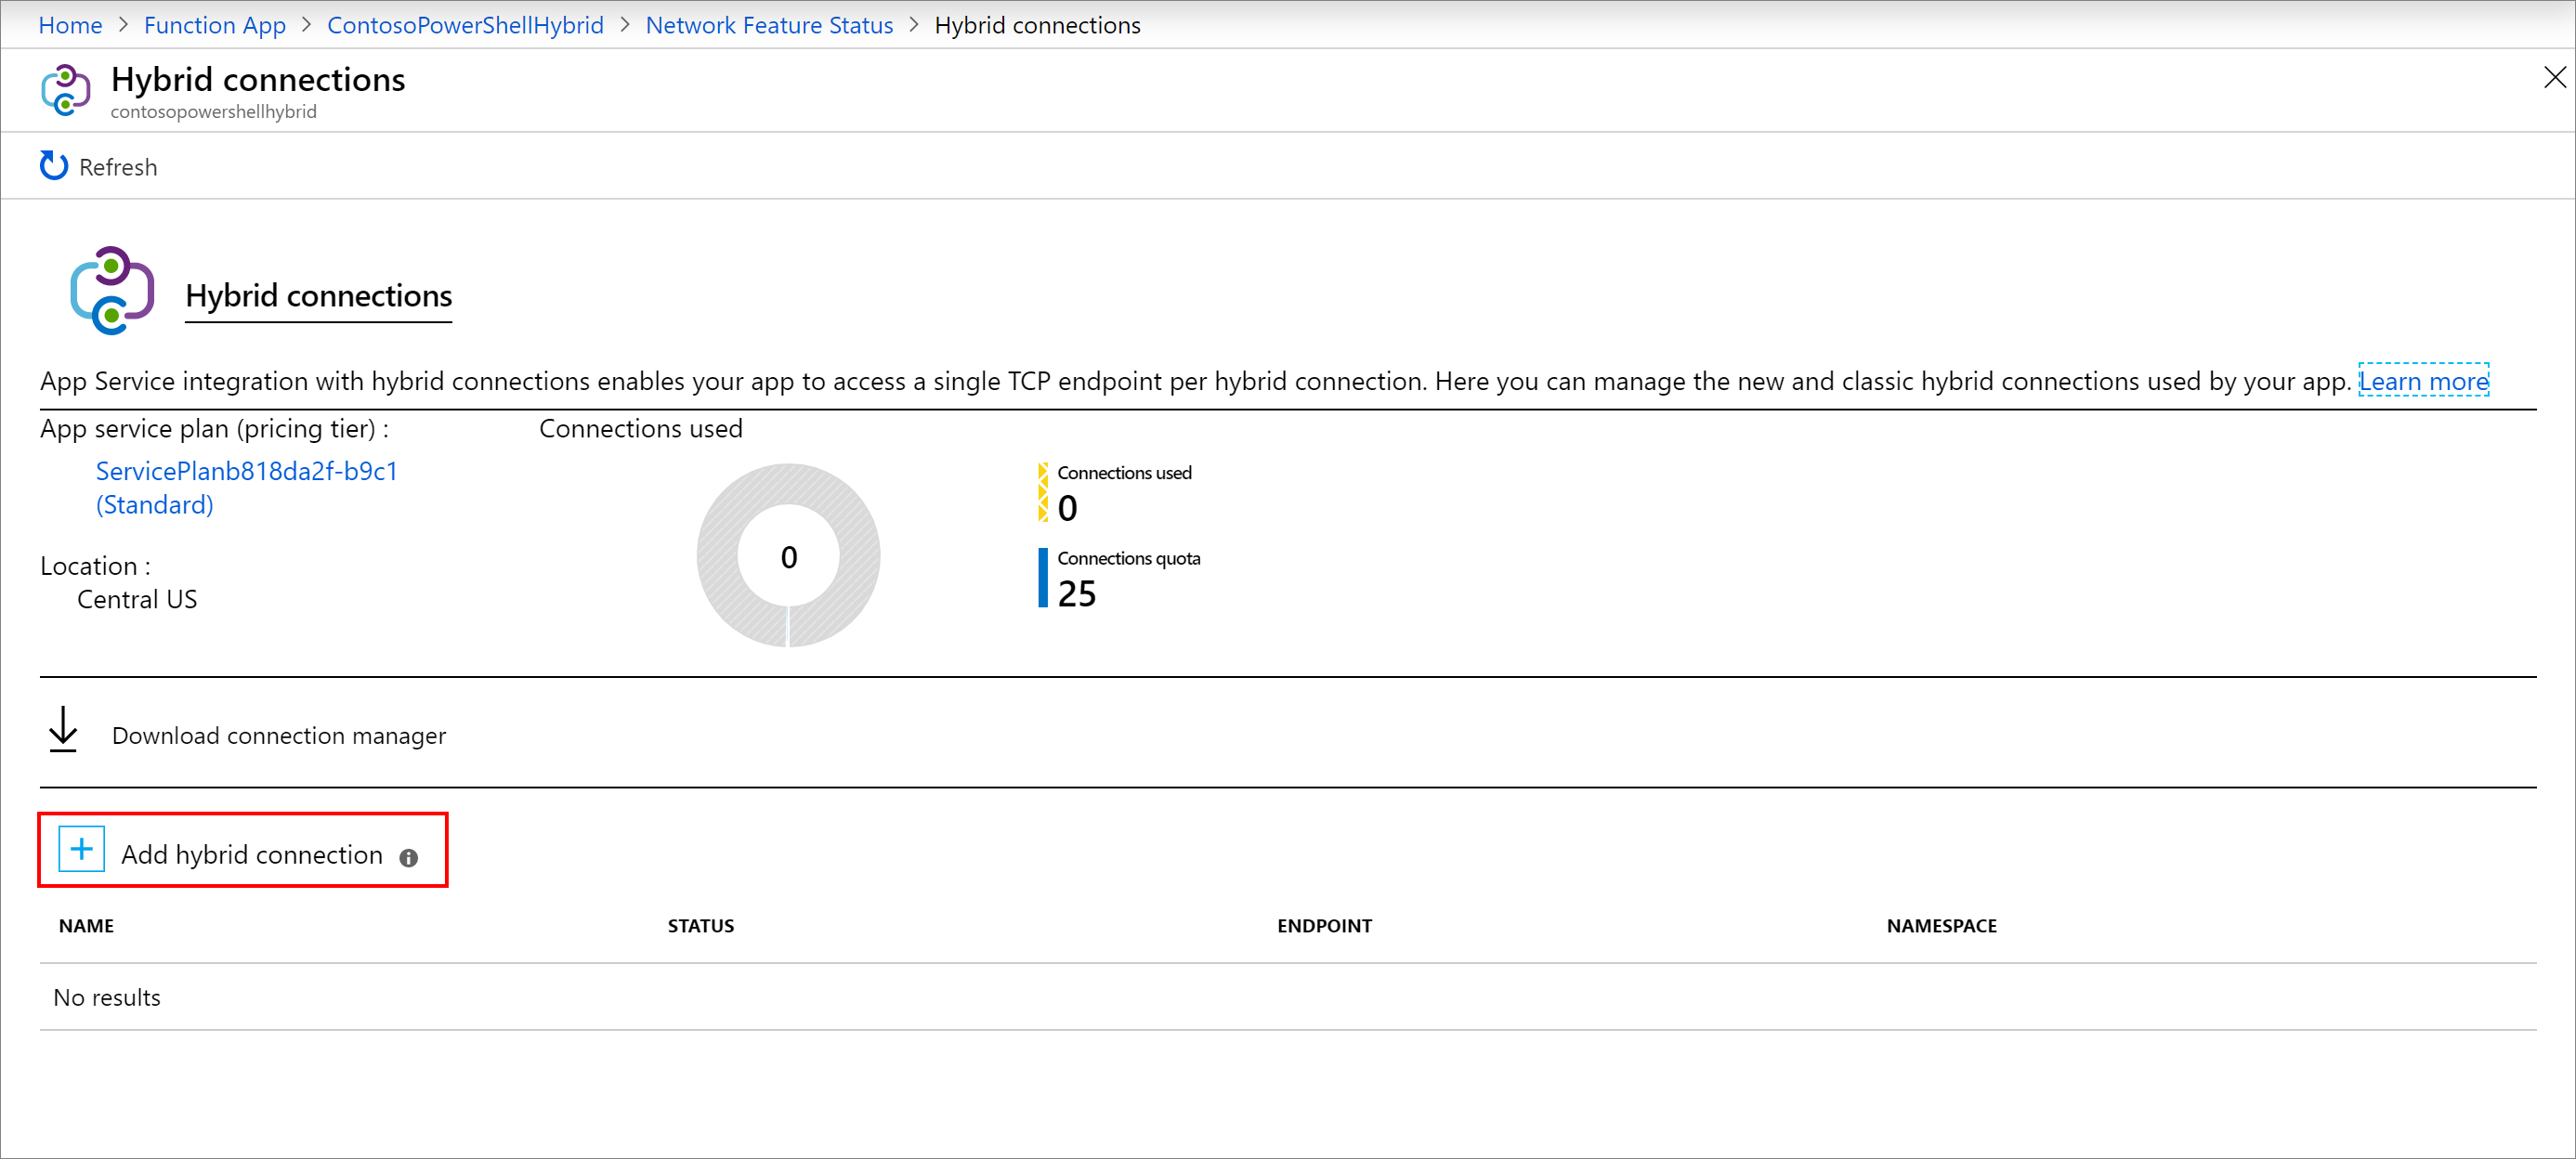 Home > Function App > ContosoPowerShellHybrid > Network Feature Status > Hybrid connections
Hybrid connections
contosopowershellhybrid
Refresh
Hybrid connections
App Service integration with hybrid connections enables your app to access a single TCP endpoint per hybrid connection. Here you can manage the new and classic hybrid connections used by your app. Learn more
App service plan (pricing tier) :
ServicePlanb818da2f-b9c1
(Standard)
Location :
Central US
Connections used
0
Connections used
0
Connections quota
25
Download connection manager
Add hybrid connection
NAME STATUS ENDPOINT NAMESPACE
No results